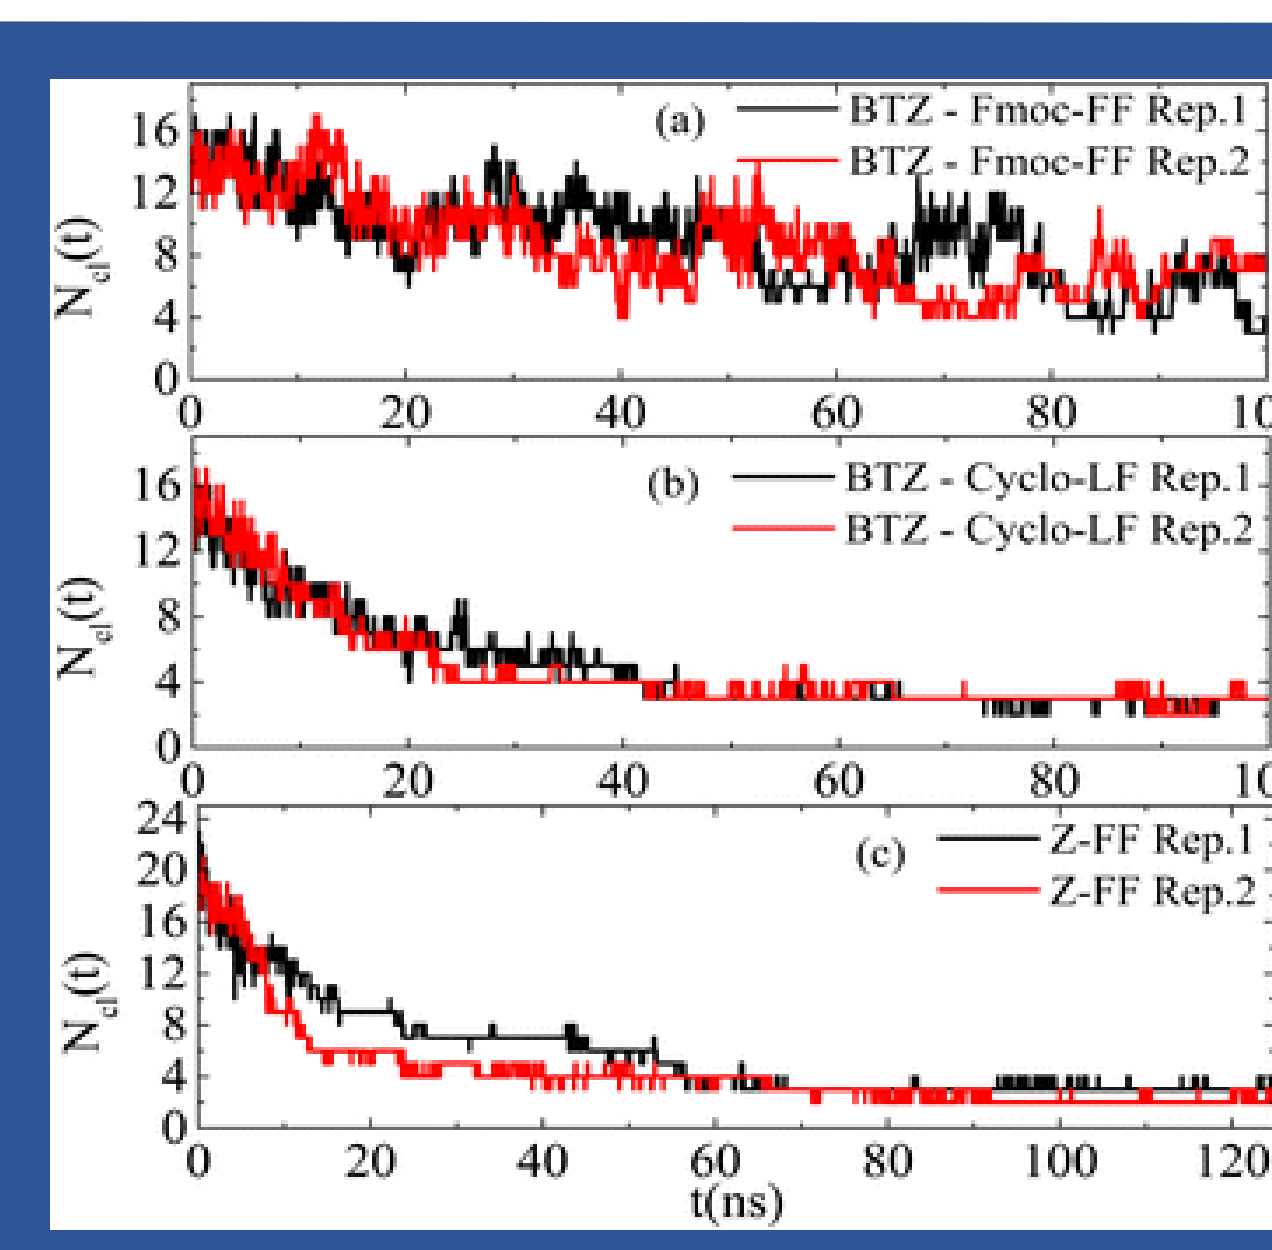 (a) BTZ - Fmoc-FF Rep.1
BTZ - Fmoc-FF Rep.2
16
12
8
4
0
N_cl(t)
0 20 40 60 80 10
(b) BTZ - Cyclo-LF Rep.1
BTZ - Cyclo-LF Rep.2
16
12
8
4
0
N_cl(t)
0 20 40 60 80 10
(c) Z-FF Rep.1
Z-FF Rep.2
24
20
16
12
8
4
0
N_cl(t)
0 20 40 60 80 100 120
t(ns)